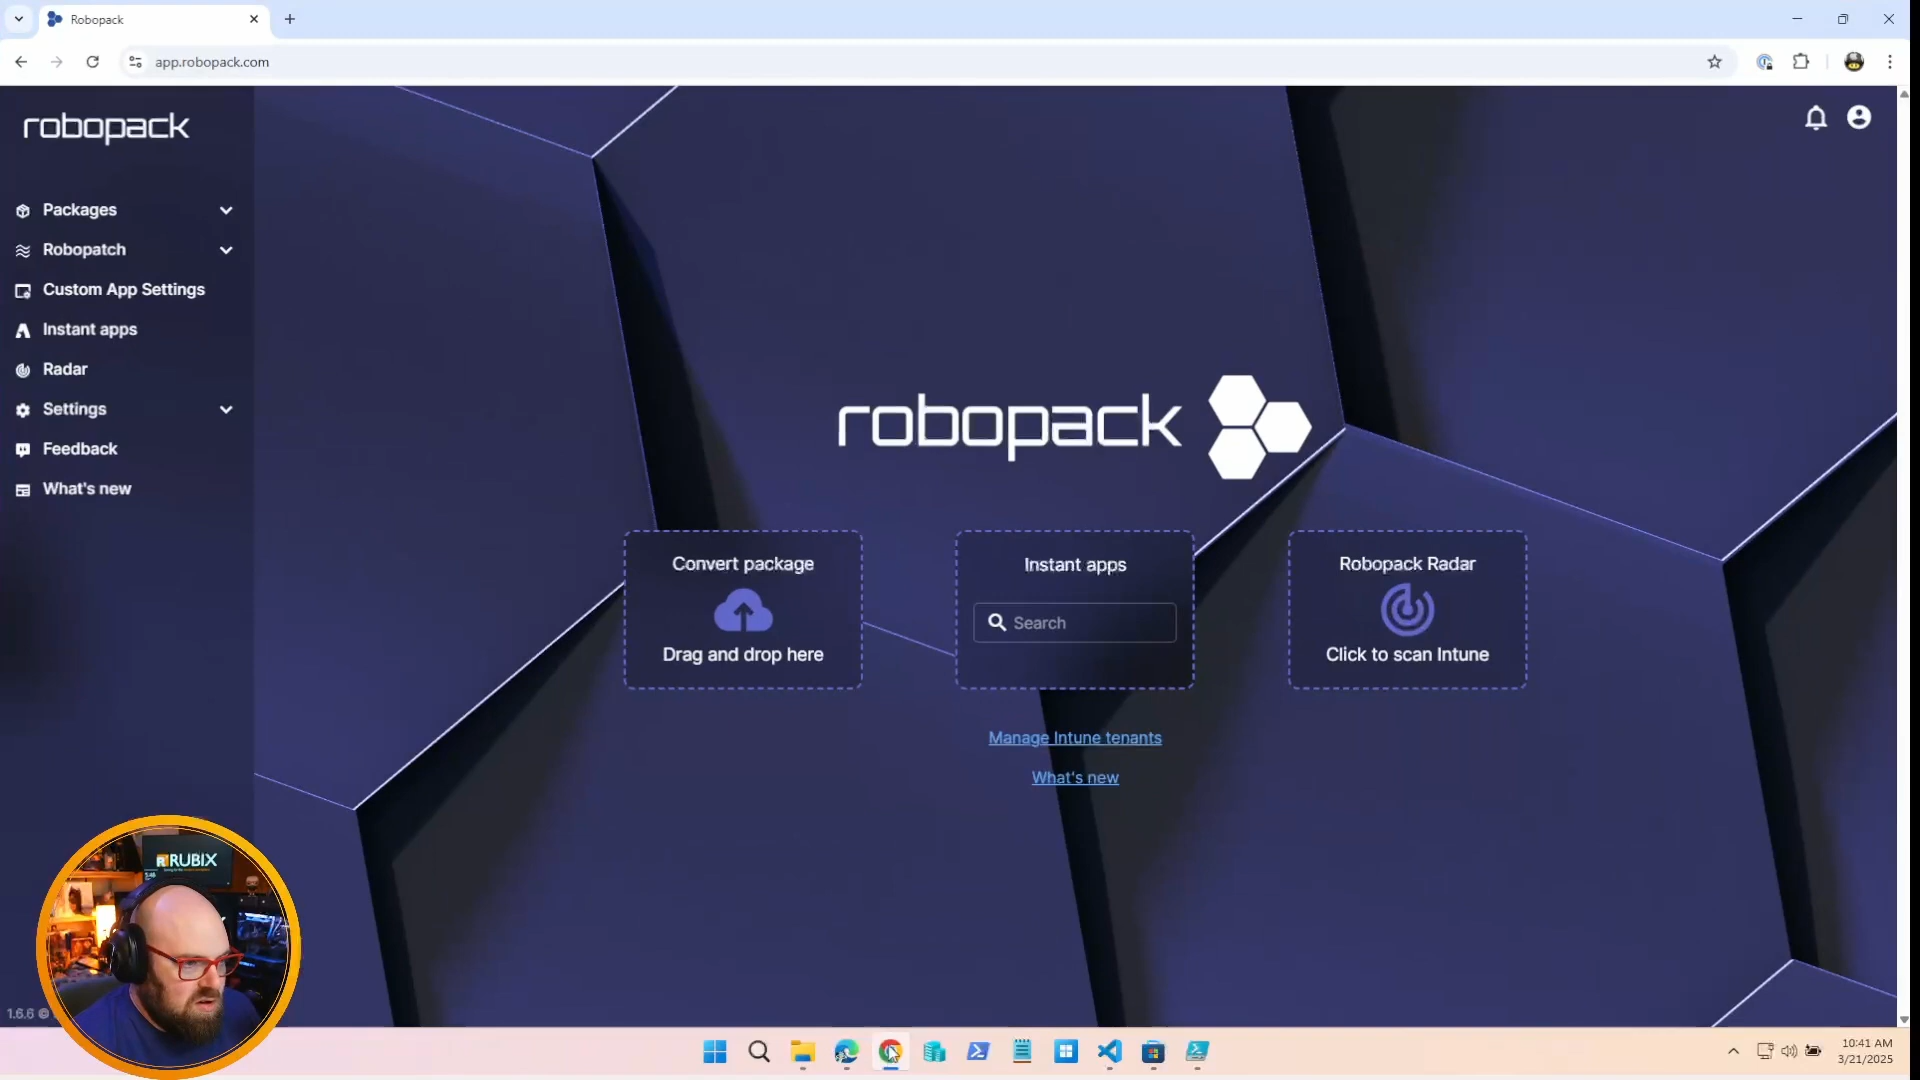 Robopack
app.robopack.com
robopack
Packages
Robopatch
Custom App Settings
Instant apps
Radar
Settings
Feedback
What's new
robopack
Convert package
Drag and drop here
Instant apps
Search
Robopack Radar
Click to scan Intune
Manage Intune tenants
What's new
RUBIX
1.6.6 ©
10:41 AM
3/21/2025